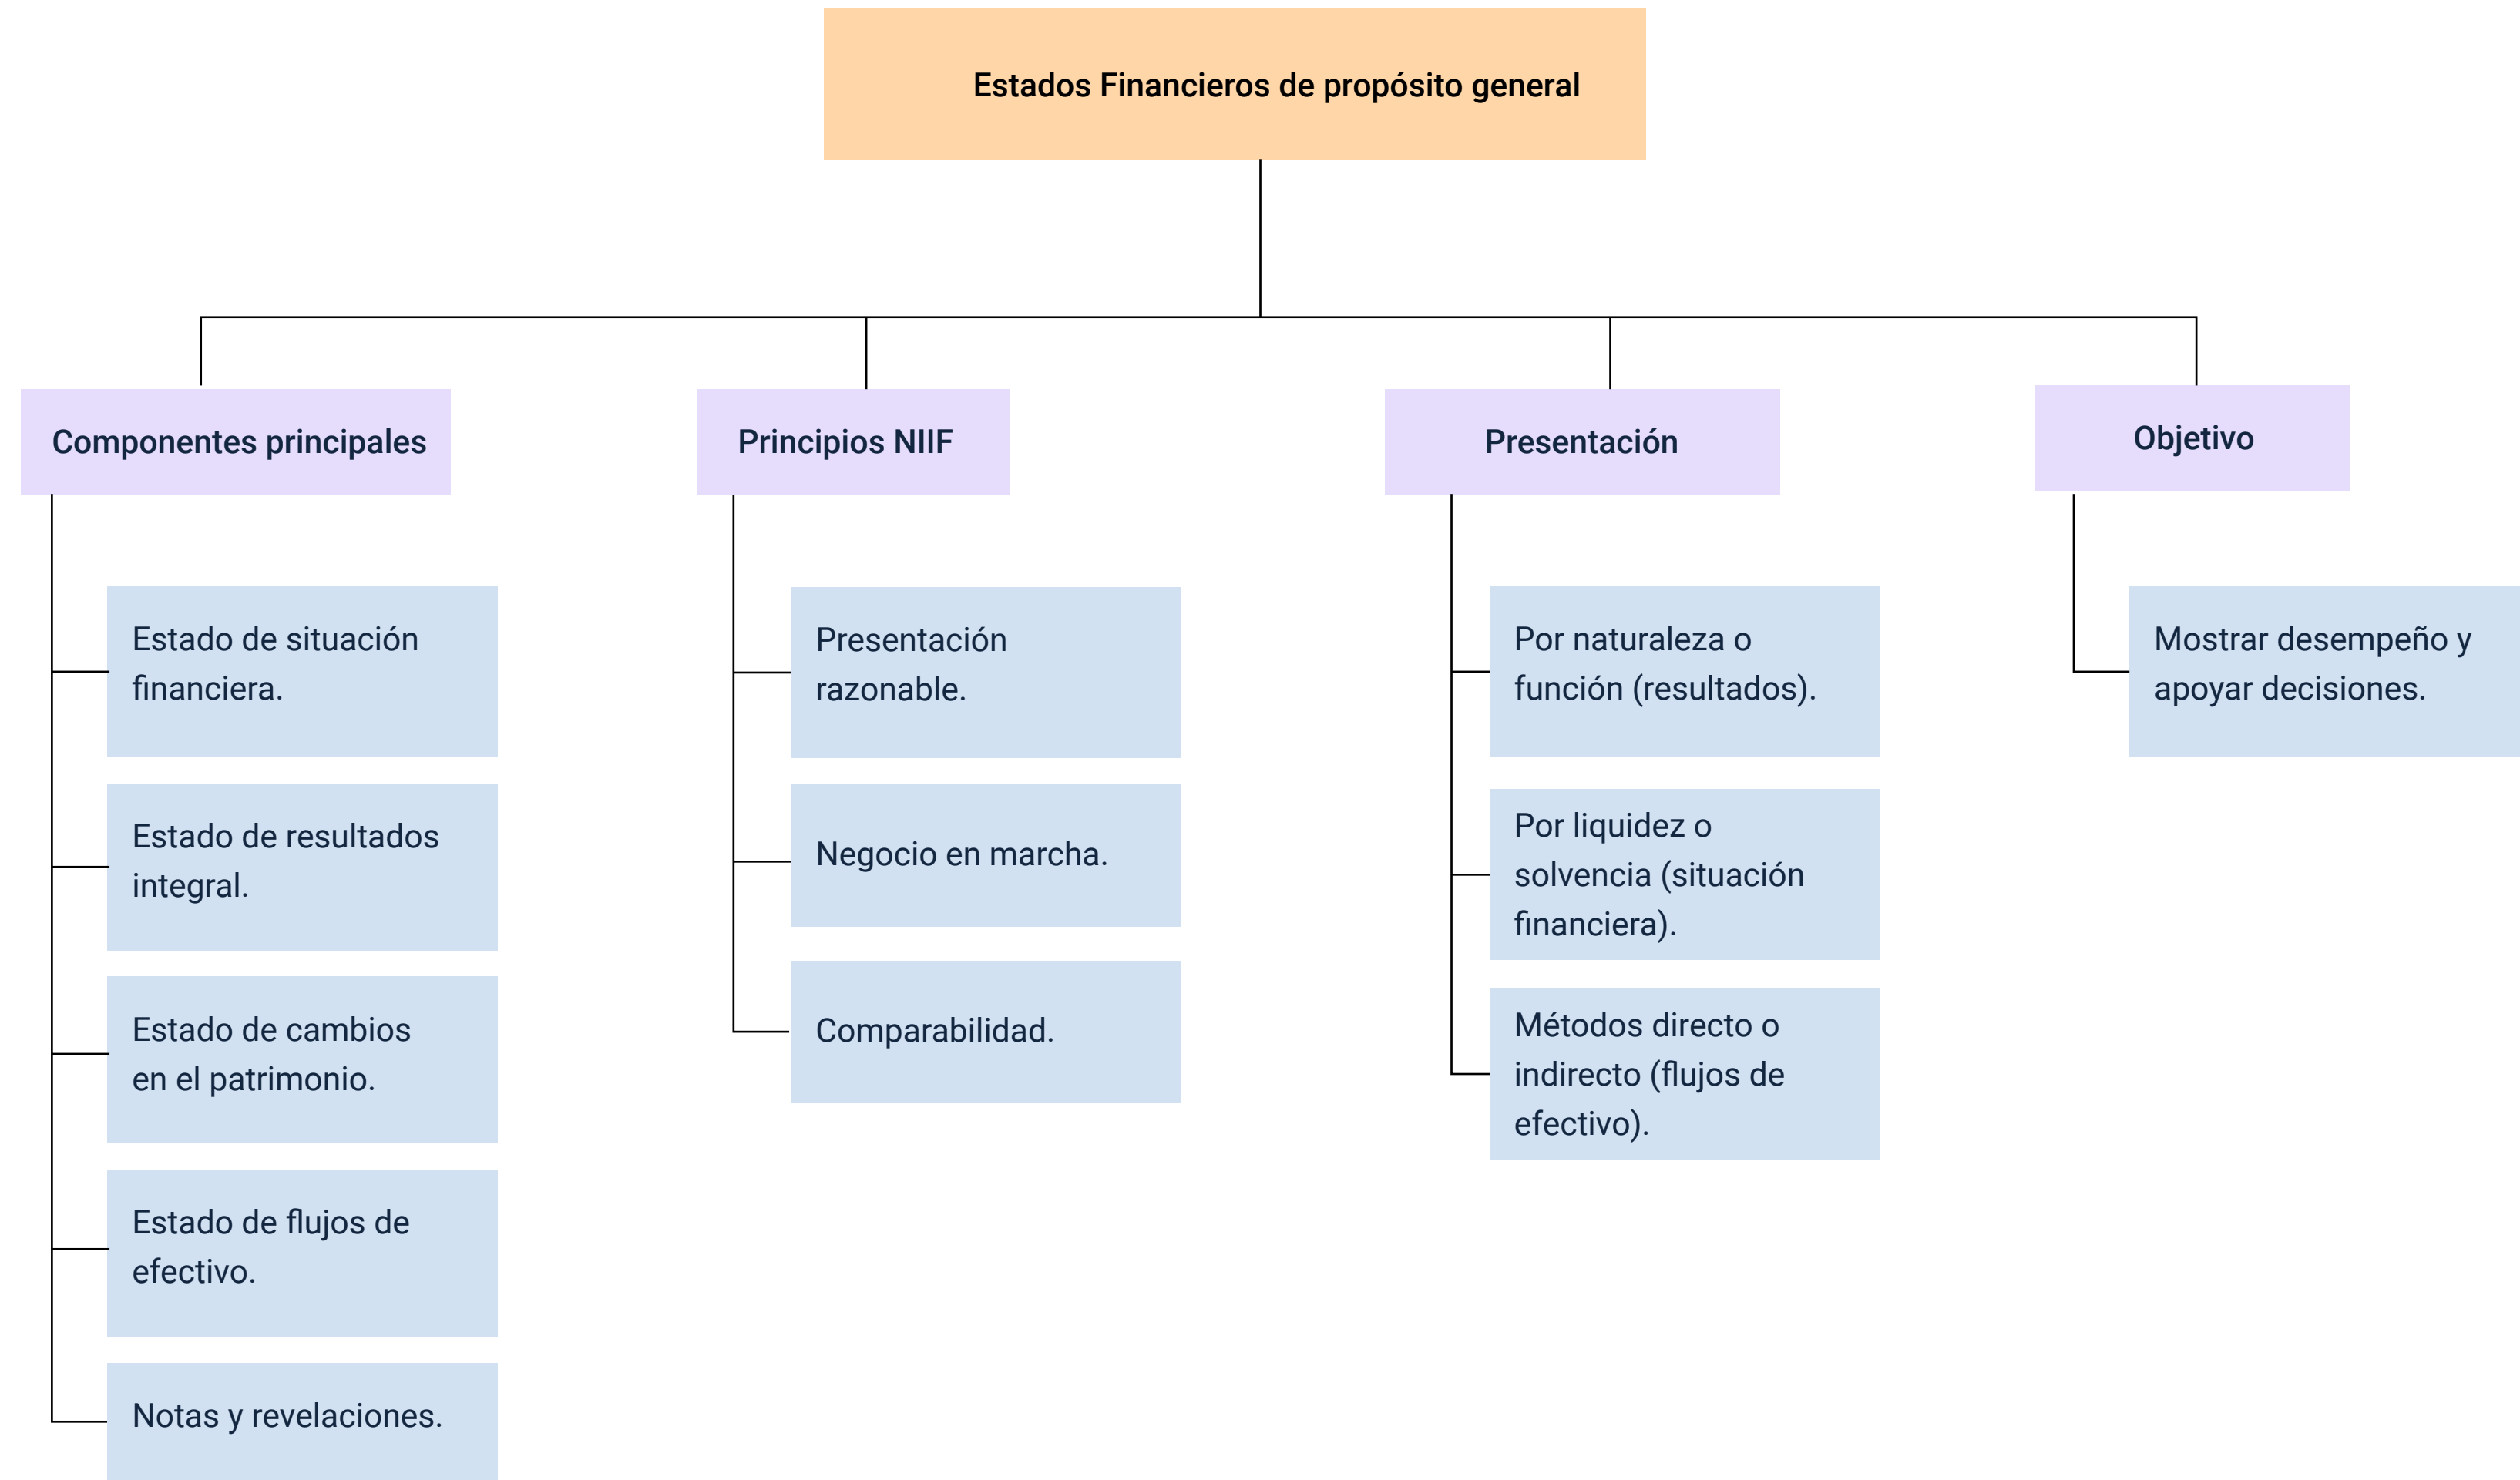 Estados Financieros de propósito general
Componentes principales
Estado de situación
financiera.
Estado de resultados
integral.
Estado de cambios
en el patrimonio.
Estado de flujos de
efectivo.
Notas y revelaciones.
Principios NIIF
Presentación
razonable.
Negocio en marcha.
Comparabilidad.
Presentación
Por naturaleza o
función (resultados).
Por liquidez o
solvencia (situación
financiera).
Métodos directo o
indirecto (flujos de
efectivo).
Objetivo
Mostrar desempeño y
apoyar decisiones.